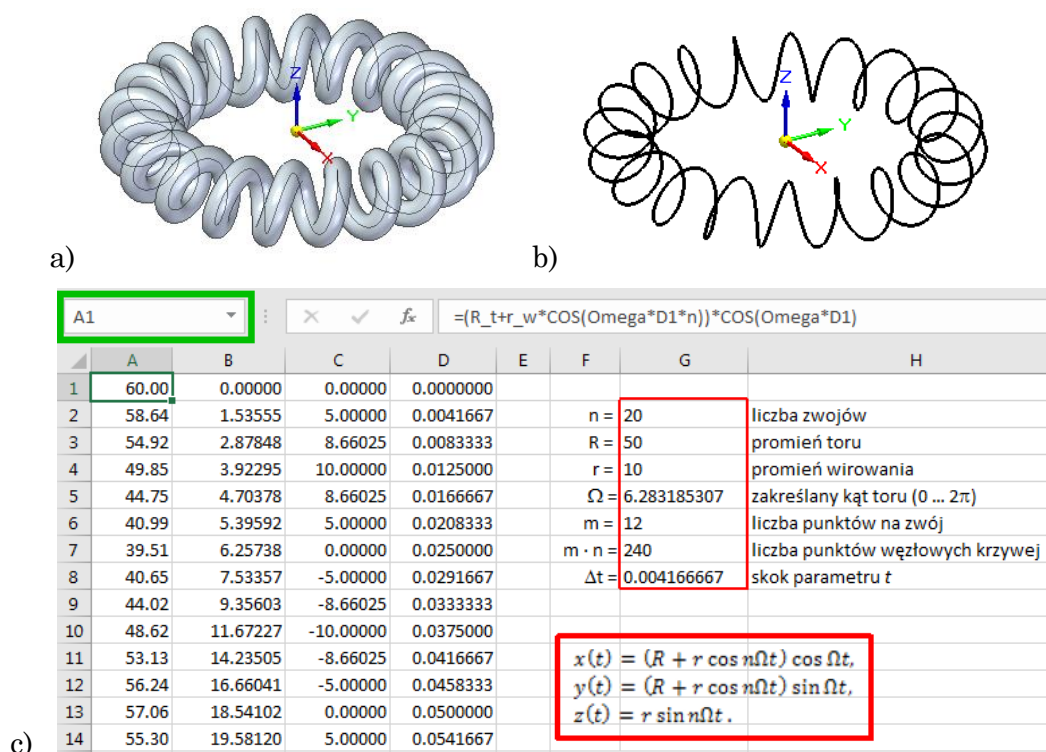 Z
Y
X
Z
Y
X
a)
b)
A1
fx
=(R_t+r_w*COS(Omega*D1*n))*COS(Omega*D1)
A B C D E F G H
1 60.00 0.00000 0.00000 0.0000000
2 58.64 1.53555 5.00000 0.0041667 n = 20 liczba zwojów
3 54.92 2.87848 8.66025 0.0083333 R = 50 promień toru
4 49.85 3.92295 10.00000 0.0125000 r = 10 promień wirowania
5 44.75 4.70378 8.66025 0.0166667 Ω = 6.283185307 zakreślany kąt toru (0 ... 2π)
6 40.99 5.39592 5.00000 0.0208333 m = 12 liczba punktów na zwój
7 39.51 6.25738 0.00000 0.0250000 m · n = 240 liczba punktów węzłowych krzywej
8 40.65 7.53357 -5.00000 0.0291667 Δt = 0.004166667 skok parametru t
9 44.02 9.35603 -8.66025 0.0333333
10 48.62 11.67227 -10.00000 0.0375000
11 53.13 14.23505 -8.66025 0.0416667 x(t) = (R + r cos nΩt) cos Ωt,
12 56.24 16.66041 -5.00000 0.0458333 y(t) = (R + r cos nΩt) sin Ωt,
13 57.06 18.54102 0.00000 0.0500000 z(t) = r sin nΩt .
14 55.30 19.58120 5.00000 0.0541667
c)